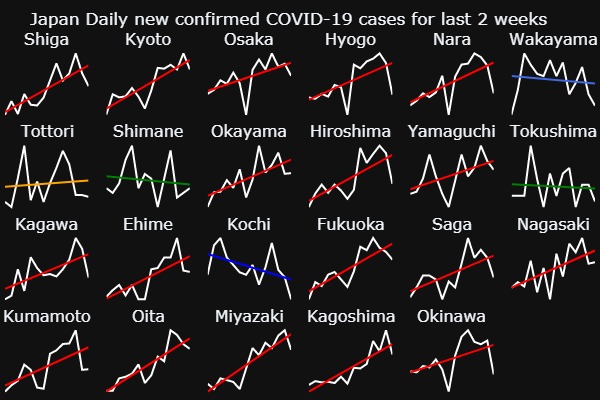 Japan Daily new confirmed COVID-19 cases for last 2 weeks
Shiga Kyoto Osaka Hyogo Nara Wakayama
Tottori Shimane Okayama Hiroshima Yamaguchi Tokushima
Kagawa Ehime Kochi Fukuoka Saga Nagasaki
Kumamoto Oita Miyazaki Kagoshima Okinawa